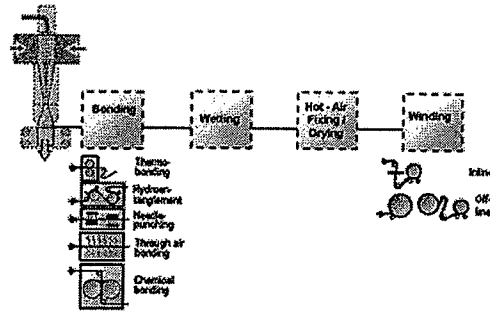 Bonding
Wetting
Hot - Air
Fixing /
Drying
Winding
Thermo-
bonding
Hydroen-
tanglement
Needle-
punching
Through air
bonding
Chemical
bonding
Inline
Off-
line